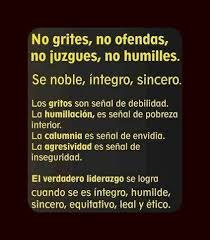 No grites, no ofendas,
no juzgues, no humilles.
Se noble, íntegro, sincero.
Los gritos son señal de debilidad.
La humillación, es señal de pobreza
interior.
La calumnia es señal de envidia.
La agresividad es señal de
inseguridad.
El verdadero liderazgo se logra
cuando se es íntegro, humilde,
sincero, equitativo, leal y ético.